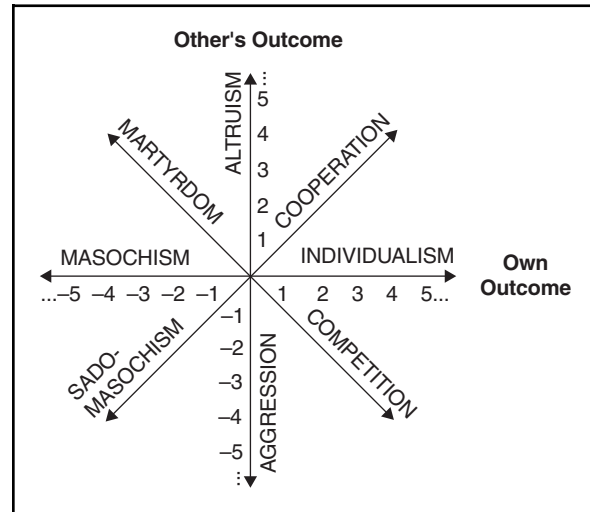 Other's Outcome
...
5
4
3
2
1
ALTRUISM
MARTYRDOM
COOPERATION
MASOCHISM
INDIVIDUALISM
Own
Outcome
...–5 –4 –3 –2 –1
1 2 3 4 5...
–1
–2
–3
–4
–5
...
SADO-
MASOCHISM
AGGRESSION
COMPETITION